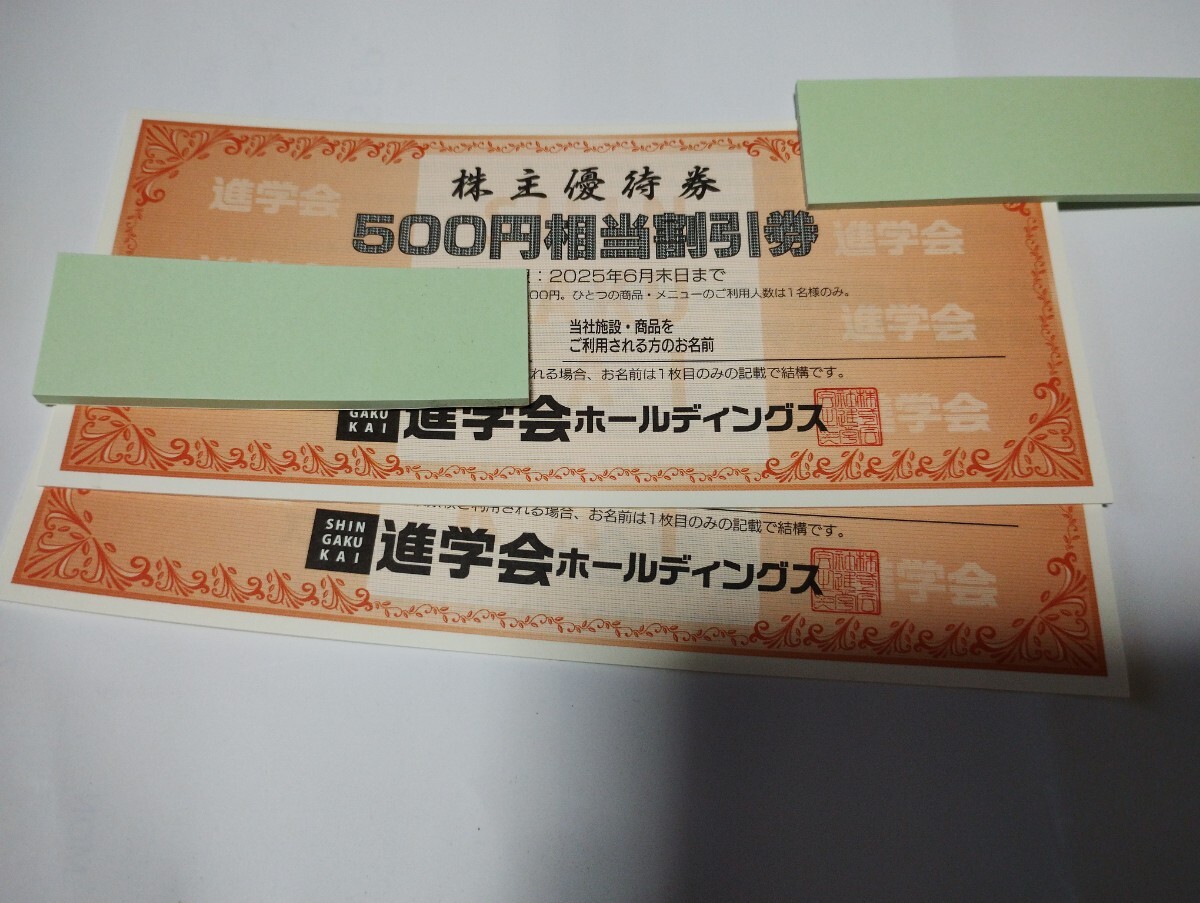 進学会
株主優待券
500円相当割引券
進学会
：2025年6月末日まで
00円。ひとつの商品・メニューのご利用人数は1名様のみ。
進学会
当社施設・商品を
ご利用される方のお名前
れる場合、お名前は1枚目のみの記載で結構です。
GAKU
KAI
進学会ホールディングス
学会
利用される場合、お名前は1枚目のみの記載で結構です。
SHIN
GAKU
KAI
進学会ホールディングス
学会